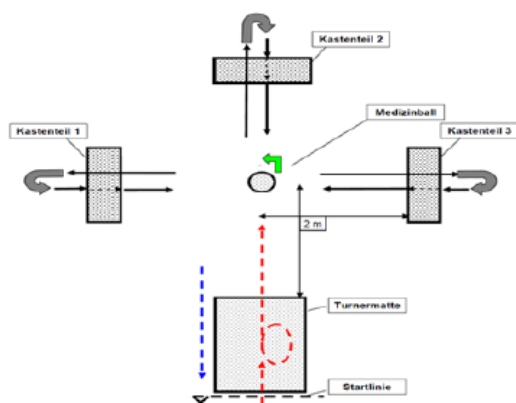 Kastenteil 2
Medizinball
Kastenteil 1
Kastenteil 3
2 m
Turnermatte
Startlinie